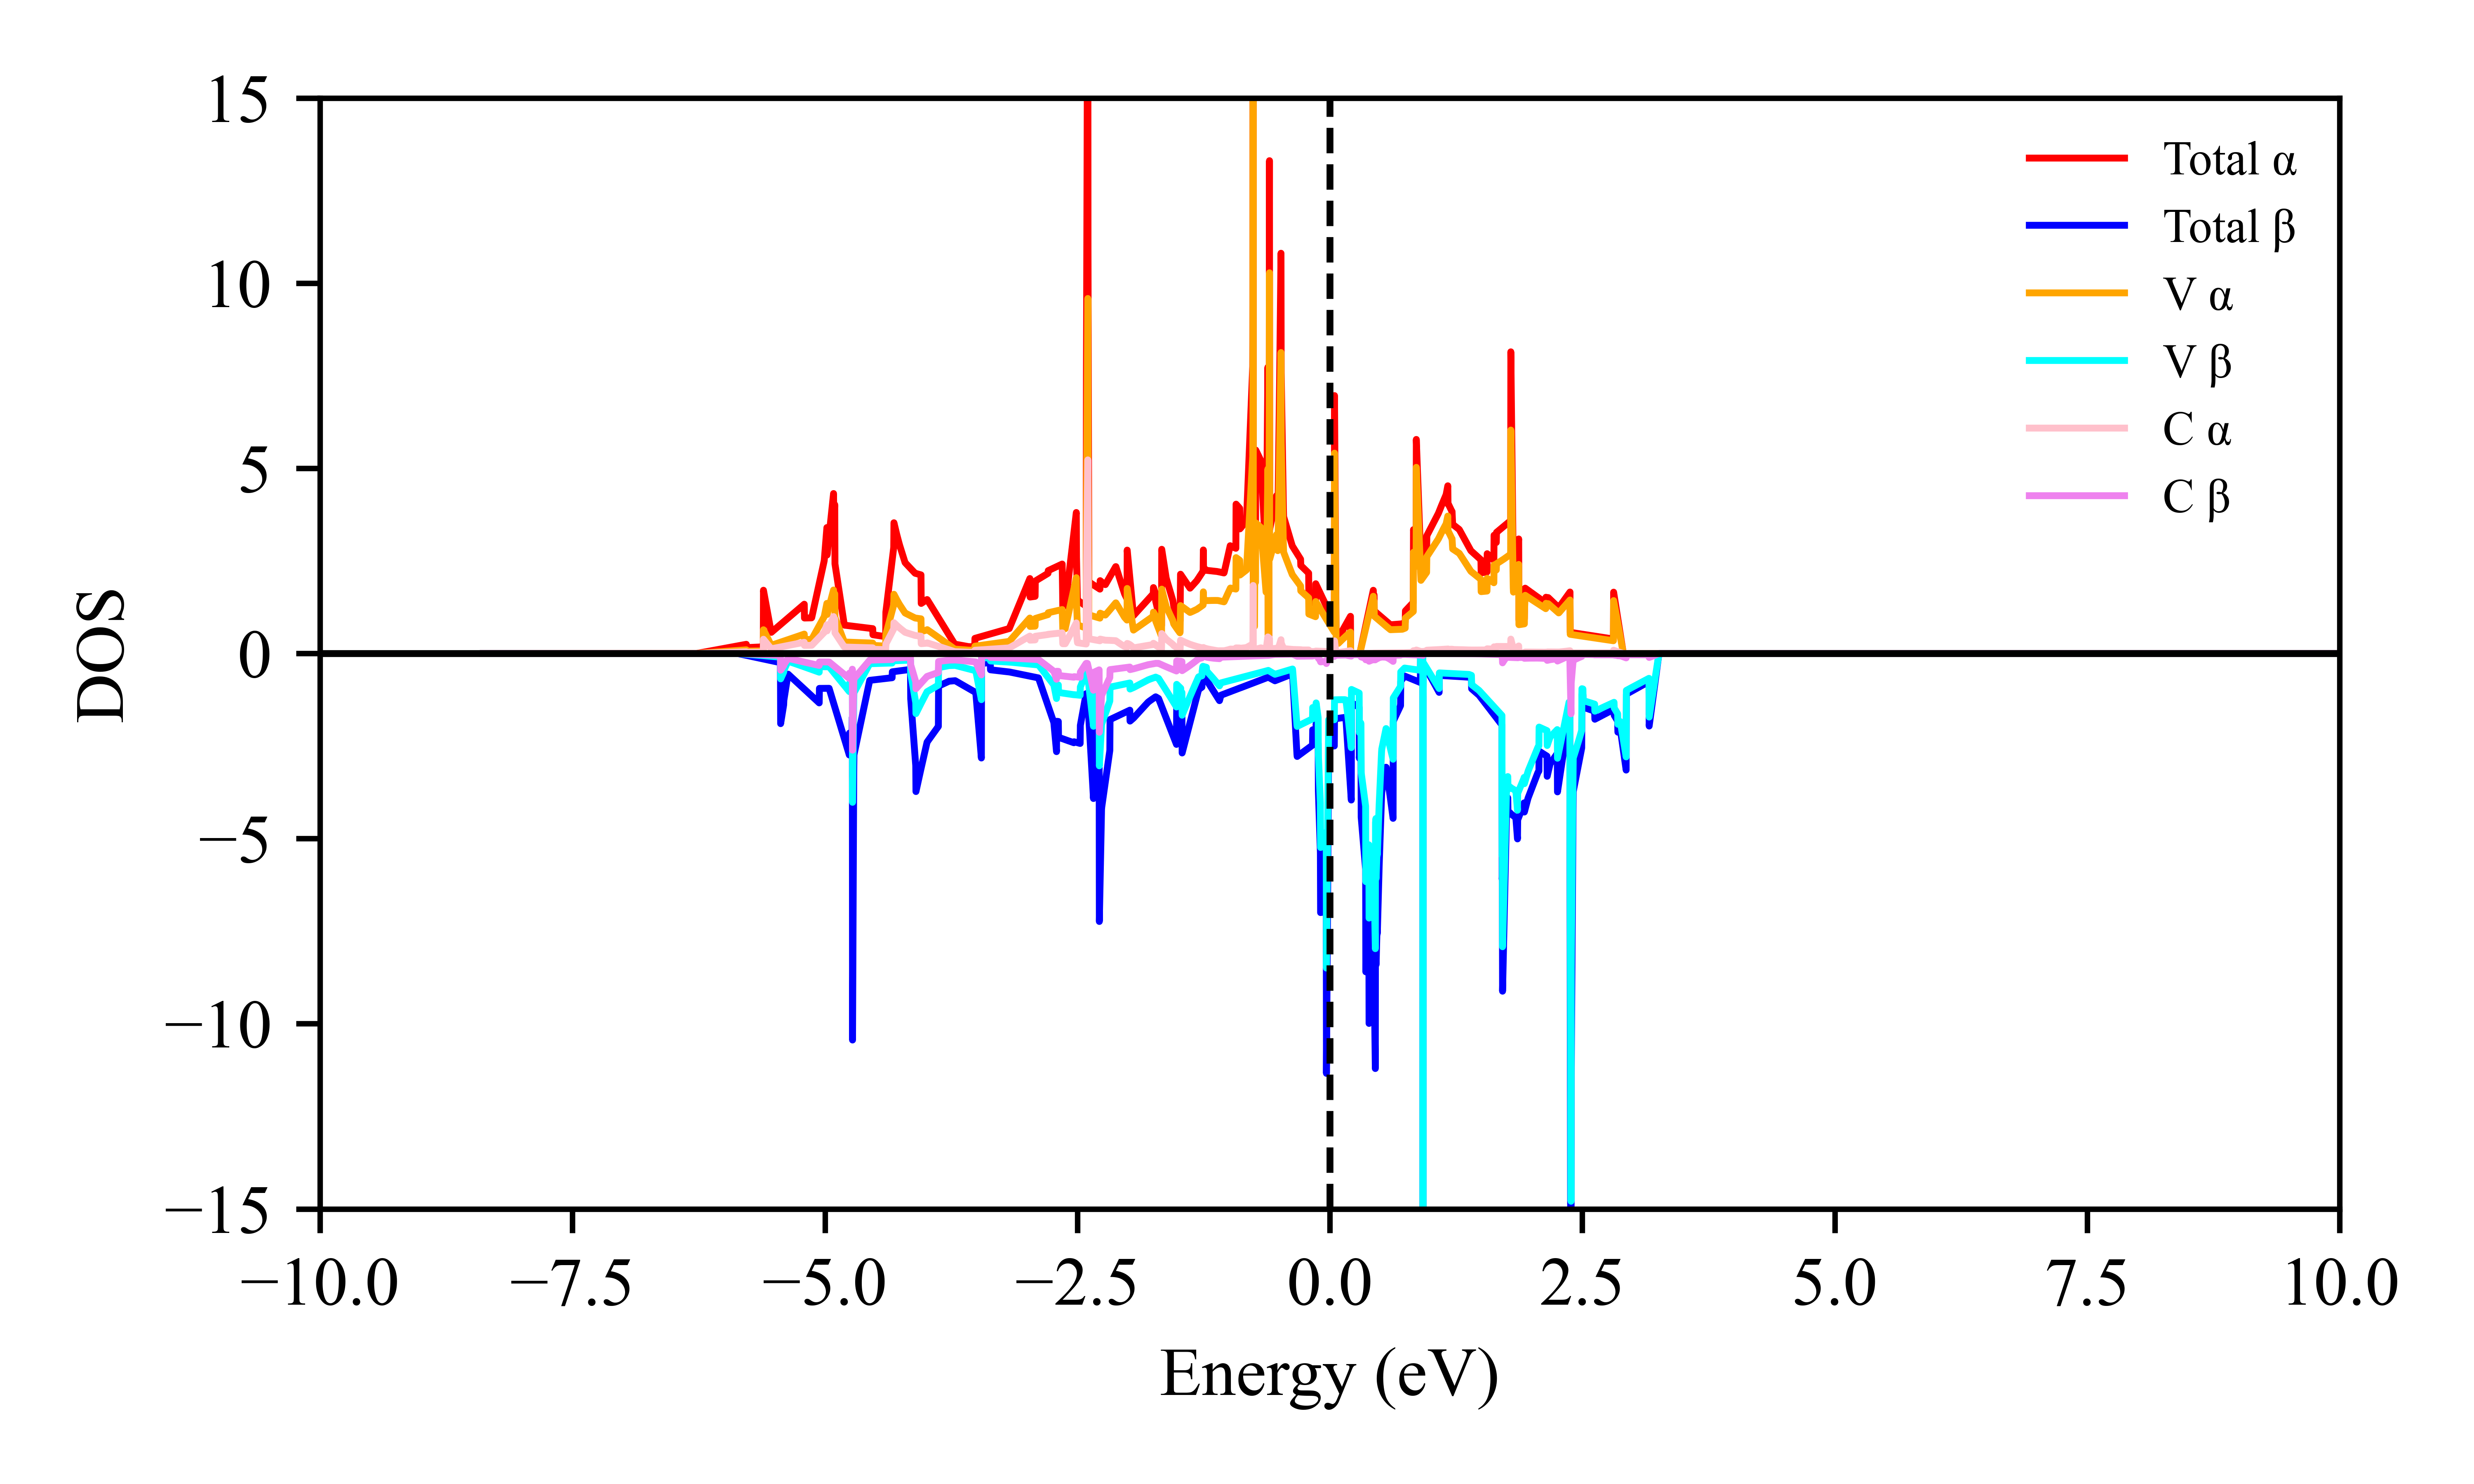 15
10
5
0
−5
−10
−15
DOS
Total α
Total β
V α
V β
C α
C β
−10.0 −7.5 −5.0 −2.5 0.0 2.5 5.0 7.5 10.0
Energy (eV)